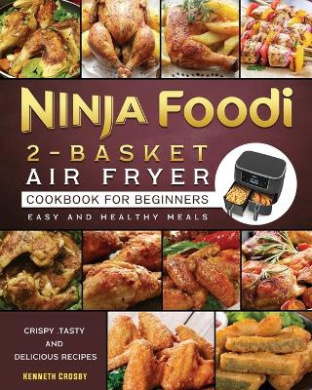 Ninja Foodi
2-BASKET
AIR FRYER
COOKBOOK FOR BEGINNERS
EASY AND HEALTHY MEALS
CRISPY .TASTY
AND
DELICIOUS RECIPES
KENNETH CROSBY